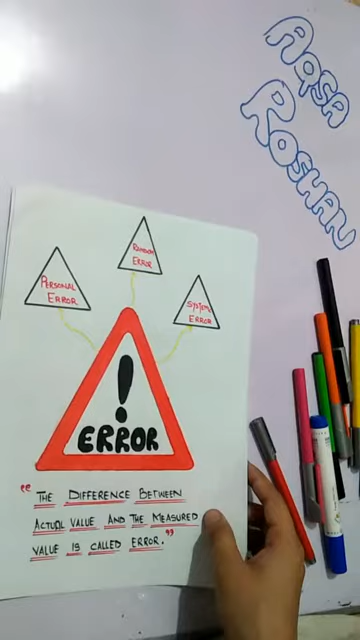 Aqsa
Roshan
Random
Error
Personal
Error
System
Error
!
ERROR
"The Difference Between
Actual Value and the Measured
Value is called Error."